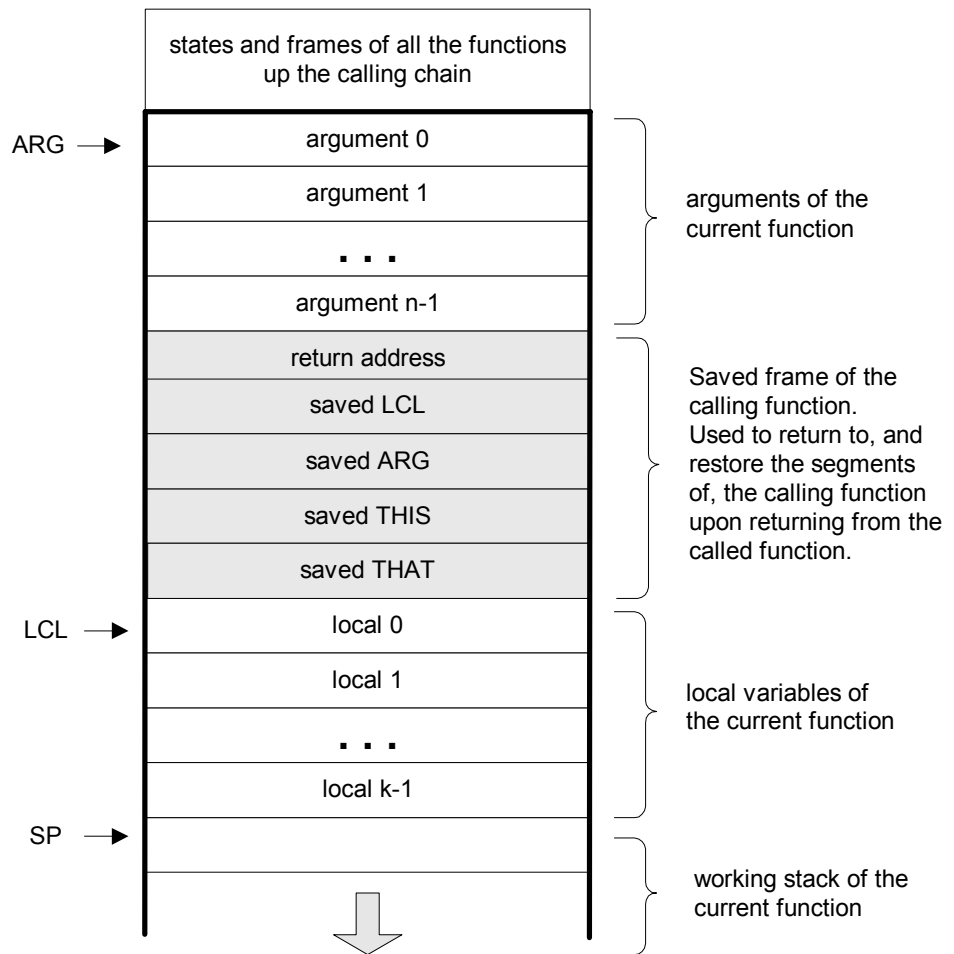 states and frames of all the functions
up the calling chain
ARG
argument 0
argument 1
. . .
argument n-1
arguments of the
current function
return address
saved LCL
saved ARG
saved THIS
saved THAT
Saved frame of the
calling function.
Used to return to, and
restore the segments
of, the calling function
upon returning from the
called function.
LCL
local 0
local 1
. . .
local k-1
local variables of
the current function
SP
working stack of the
current function